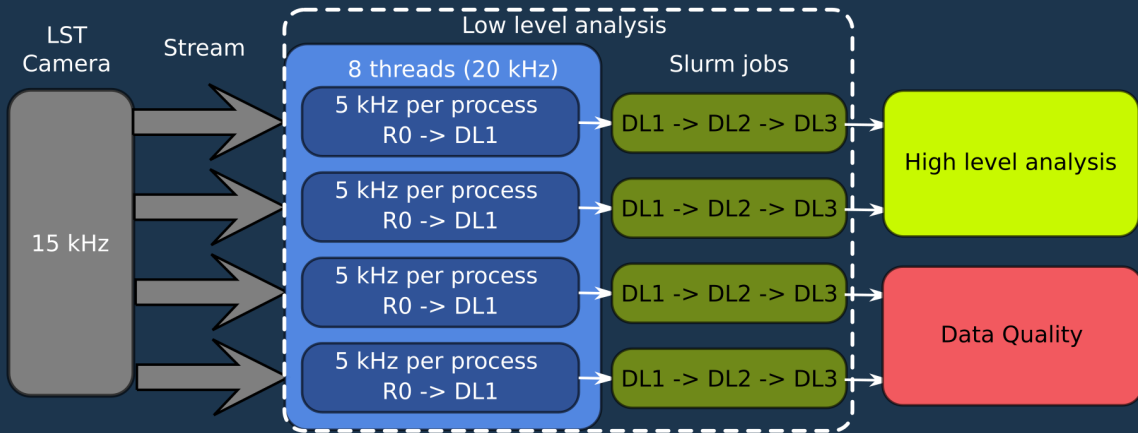 LST
Camera
15 kHz
Stream
Low level analysis
8 threads (20 kHz)
5 kHz per process
R0 -> DL1
5 kHz per process
R0 -> DL1
5 kHz per process
R0 -> DL1
5 kHz per process
R0 -> DL1
Slurm jobs
DL1 -> DL2 -> DL3
DL1 -> DL2 -> DL3
DL1 -> DL2 -> DL3
DL1 -> DL2 -> DL3
High level analysis
Data Quality